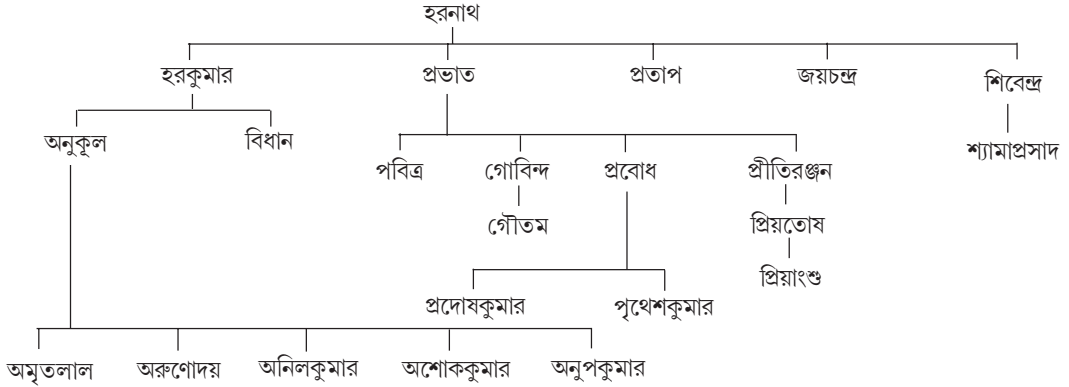 হরনাথ
হরকুমার প্রভাত প্রতাপ জয়চন্দ্র শিবেন্দ্র
অনুকূল বিধান শ্যামাপ্রসাদ
পবিত্র গোবিন্দ প্রবোধ প্রীতিরঞ্জন
গৌতম প্রিয়তোষ
প্রিয়াংশু
প্রদোষকুমার পৃথেশকুমার
অমৃতলাল অরুণোদয় অনিলকুমার অশোককুমার অনুপকুমার